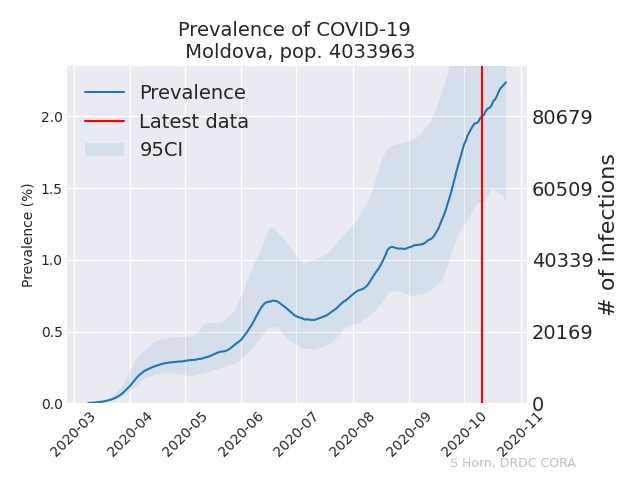 Prevalence of COVID-19
Moldova, pop. 4033963
Prevalence
Latest data
95CI
Prevalence (%)
2.0
1.5
1.0
0.5
0.0
80679
60509
40339
20169
0
# of infections
2020-03
2020-04
2020-05
2020-06
2020-07
2020-08
2020-09
2020-10
2020-11
S Horn, DRDC CORA